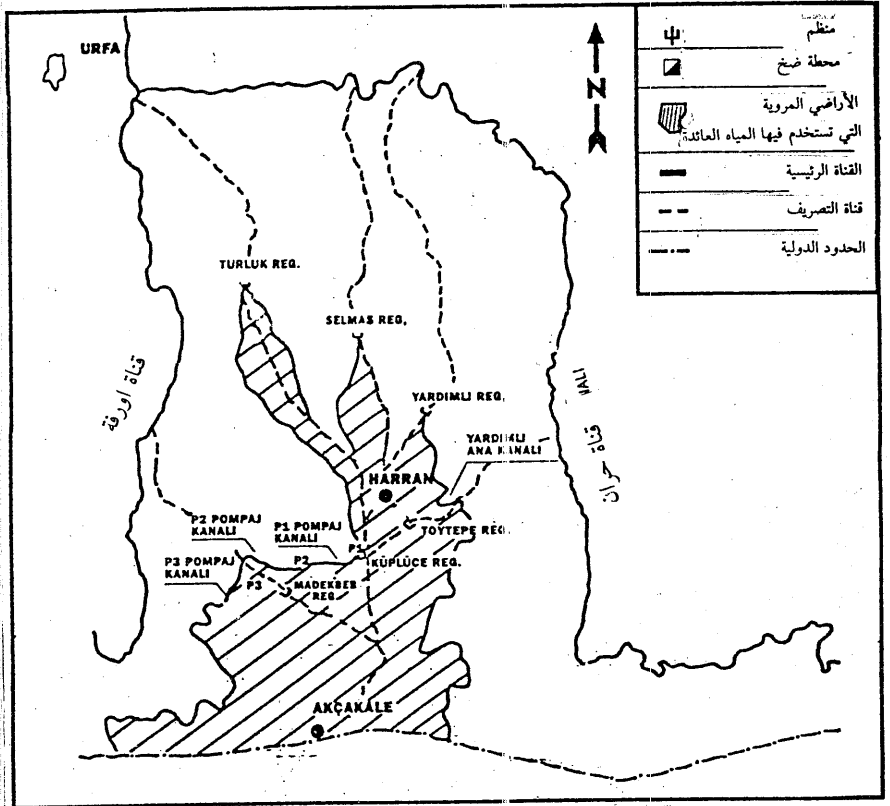 URFA
N
منظم
محطة ضخ
الأراضي المروية
التي تستخدم فيها المياه العائدة
القناة الرئيسية
قناة التصريف
الحدود الدولية
TURLUK REG.
SELMAS REG.
قناة اورفة
YARDIMLI REG.
YARDIMLI
ANA KANALI
قناة حران
HARRAN
P2 POMPAJ
KANALI
P1 POMPAJ
KANALI
TOYTEPE REG.
P1
P3 POMPAJ
KANALI
P2
KÜPLÜCE REG.
P3
MADEKSES
REG.
AKÇAKALE